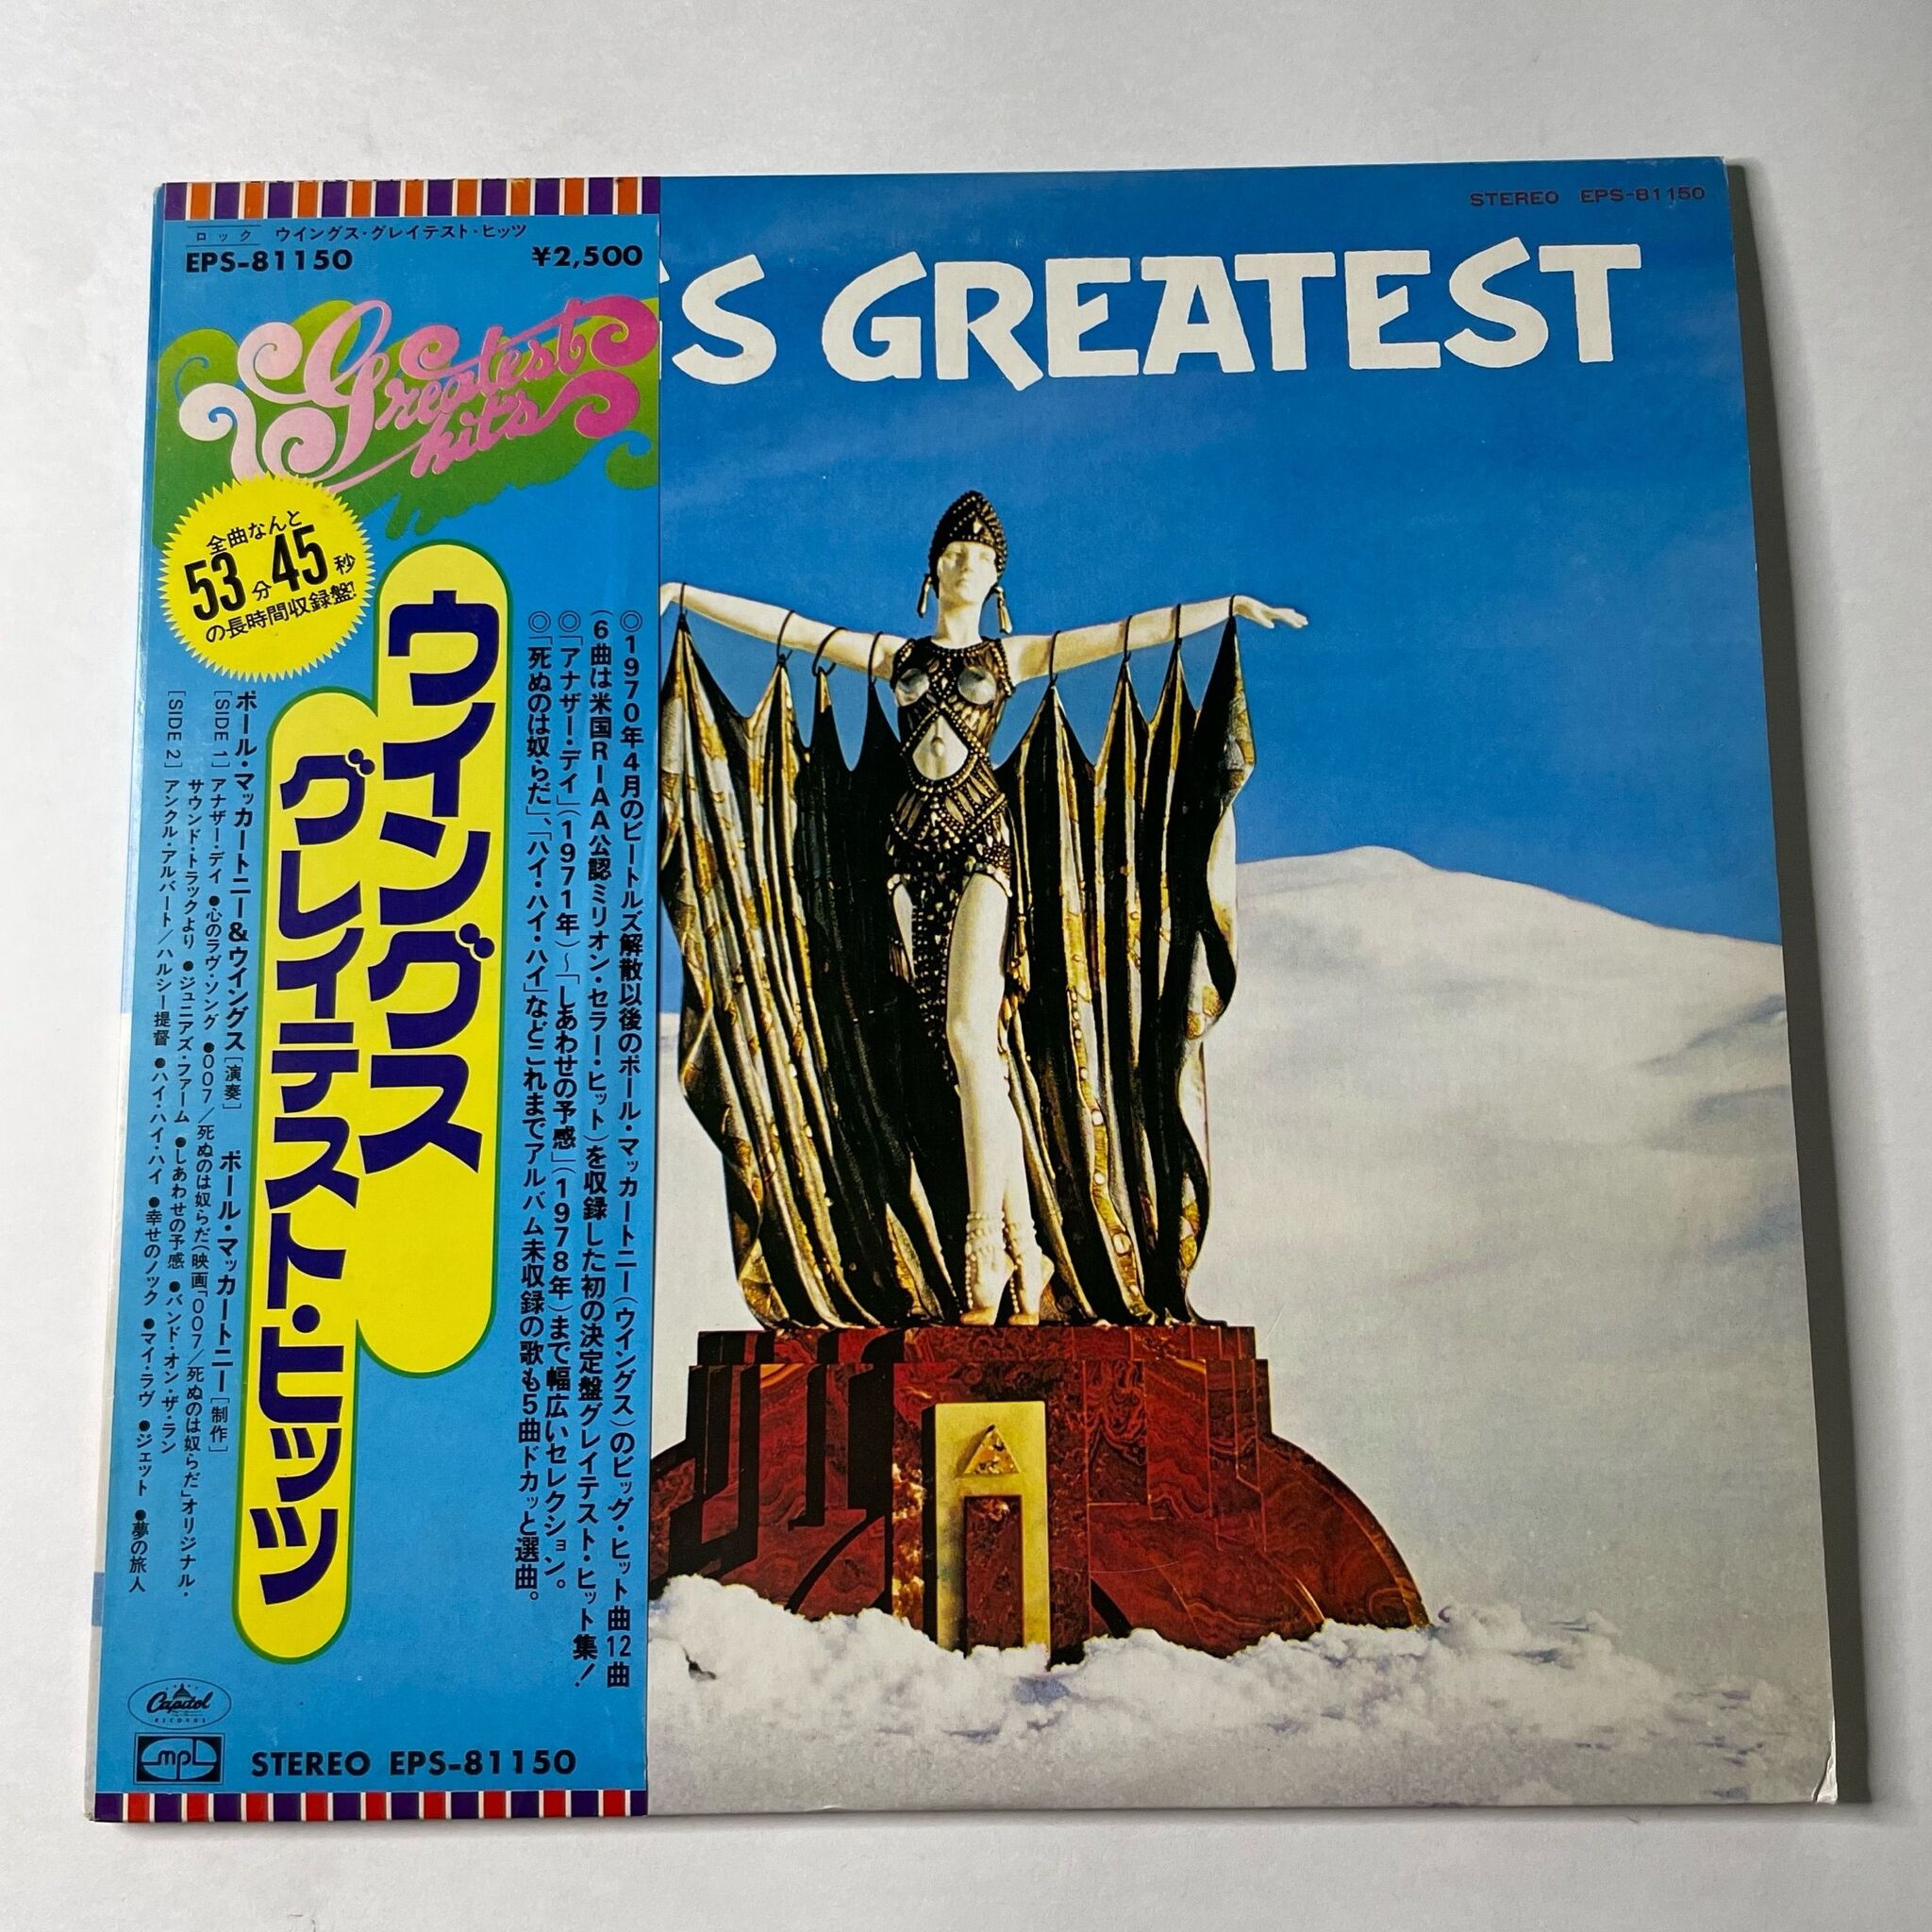 STEREO EPS-81150
'S GREATEST
ロック ウイングス・グレイテスト・ヒッツ
EPS-81150 ¥2,500
Greatest
hits
全曲なんと
53分45秒
の長時間収録盤!
◎1970年4月のビートルズ解散以後のポール・マッカートニー(ウイングス)のビッグ・ヒット曲12曲
(6曲は米国RIAA公認ミリオン・セラー・ヒット)を収録した初の決定盤グレイテスト・ヒット集!
◎「アナザー・デイ」(1971年)~「しあわせの予感」(1978年)まで幅広いセレクション。
◎「死ぬのは奴らだ」、「ハイ・ハイ・ハイ」などこれまでアルバム未収録の歌も5曲ドカッと選曲。
ウイングス
グレイテスト・ヒッツ
ポール・マッカートニー&ウイングス[演奏] ポール・マッカートニー[制作]
[SIDE 1] アナザー・デイ ●心のラヴ・ソング ●007/死ぬのは奴らだ(映画「007/死ぬのは奴らだ」オリジナル・
サウンド・トラックより ●ジュニアズ・ファーム ●しあわせの予感 ●バンド・オン・ザ・ラン
[SIDE 2] アンクル・アルバート/ハルシー提督 ●ハイ・ハイ・ハイ ●幸せのノック ●マイ・ラヴ ●ジェット ●夢の旅人
Capitol
RECORDS
mpl
STEREO EPS-81150